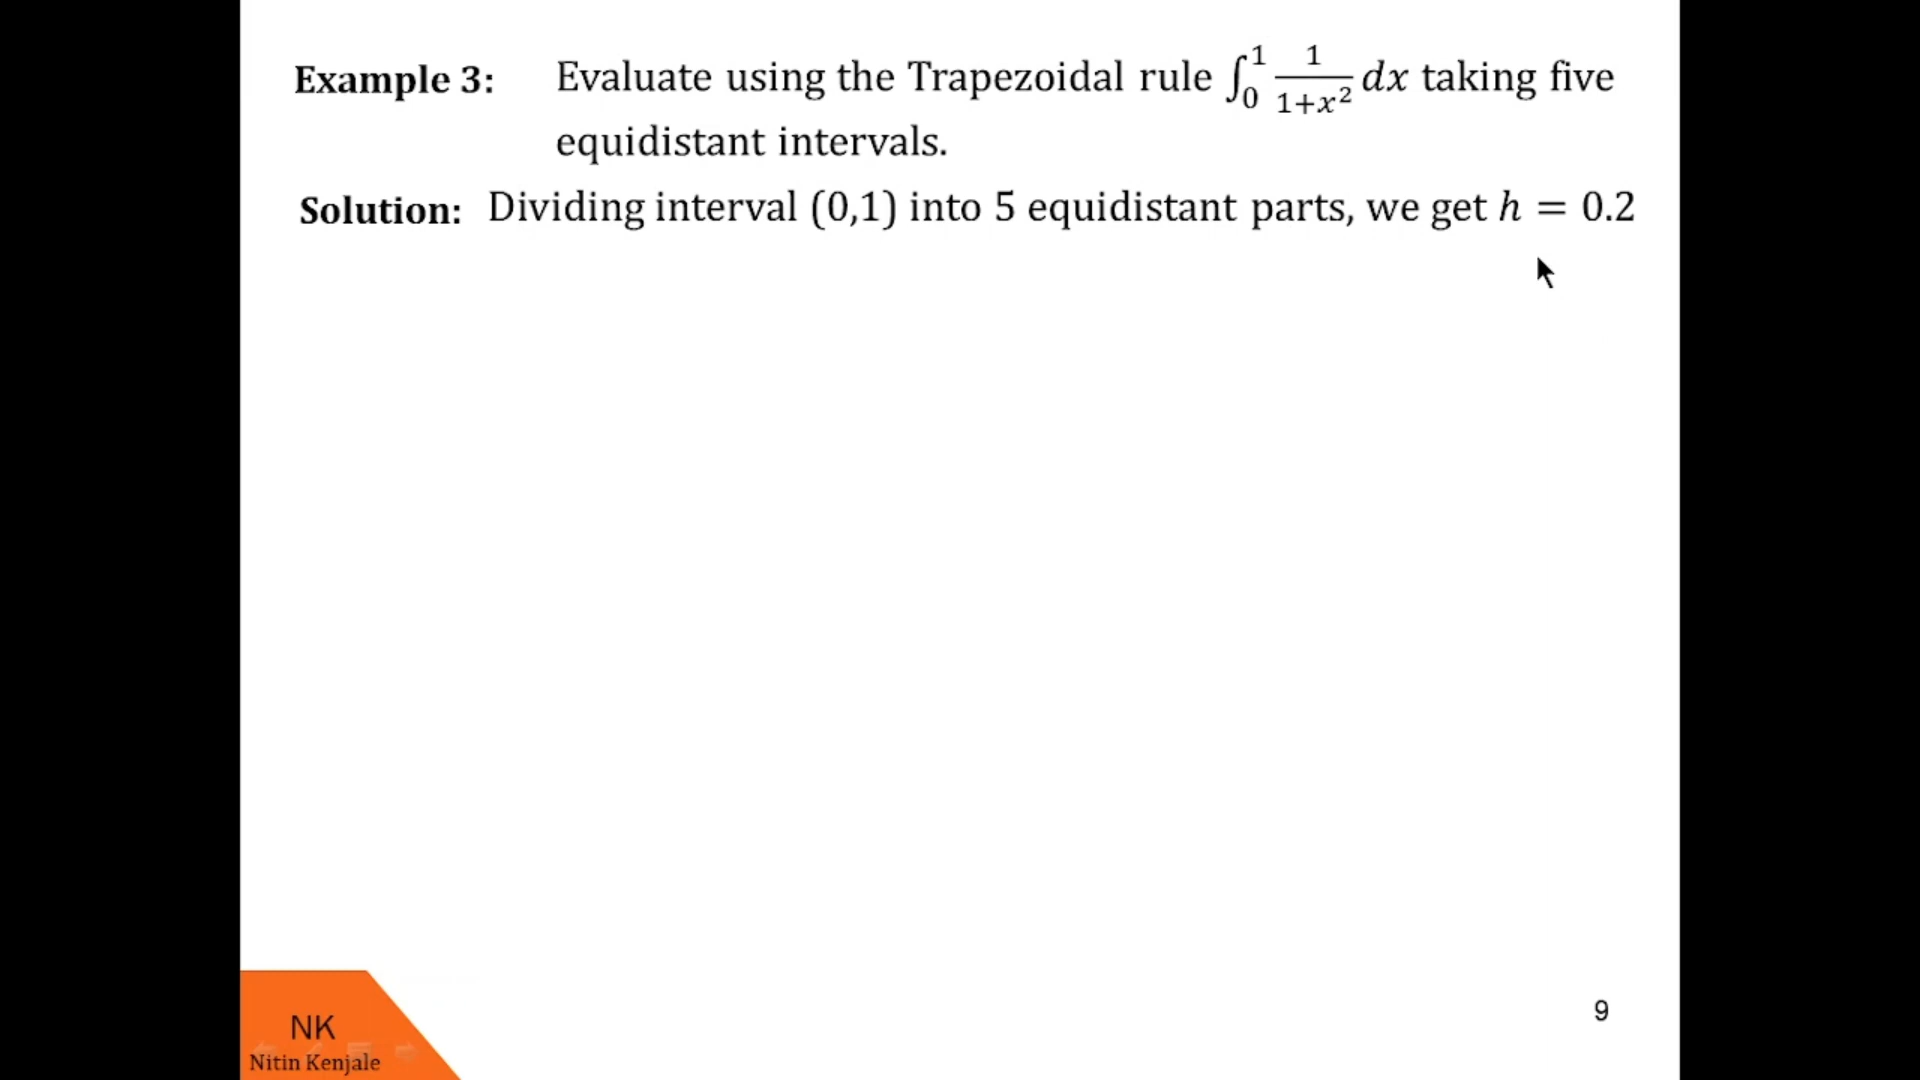 Example 3: Evaluate using the Trapezoidal rule ∫₀¹ 1/(1+x²) dx taking five
equidistant intervals.
Solution: Dividing interval (0,1) into 5 equidistant parts, we get h = 0.2
NK
Nitin Kenjale
9